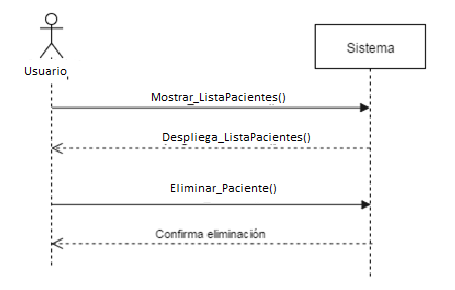 Sistema
Usuario
Mostrar_ListaPacientes()
Despliega_ListaPacientes()
Eliminar_Paciente()
Confirma eliminación